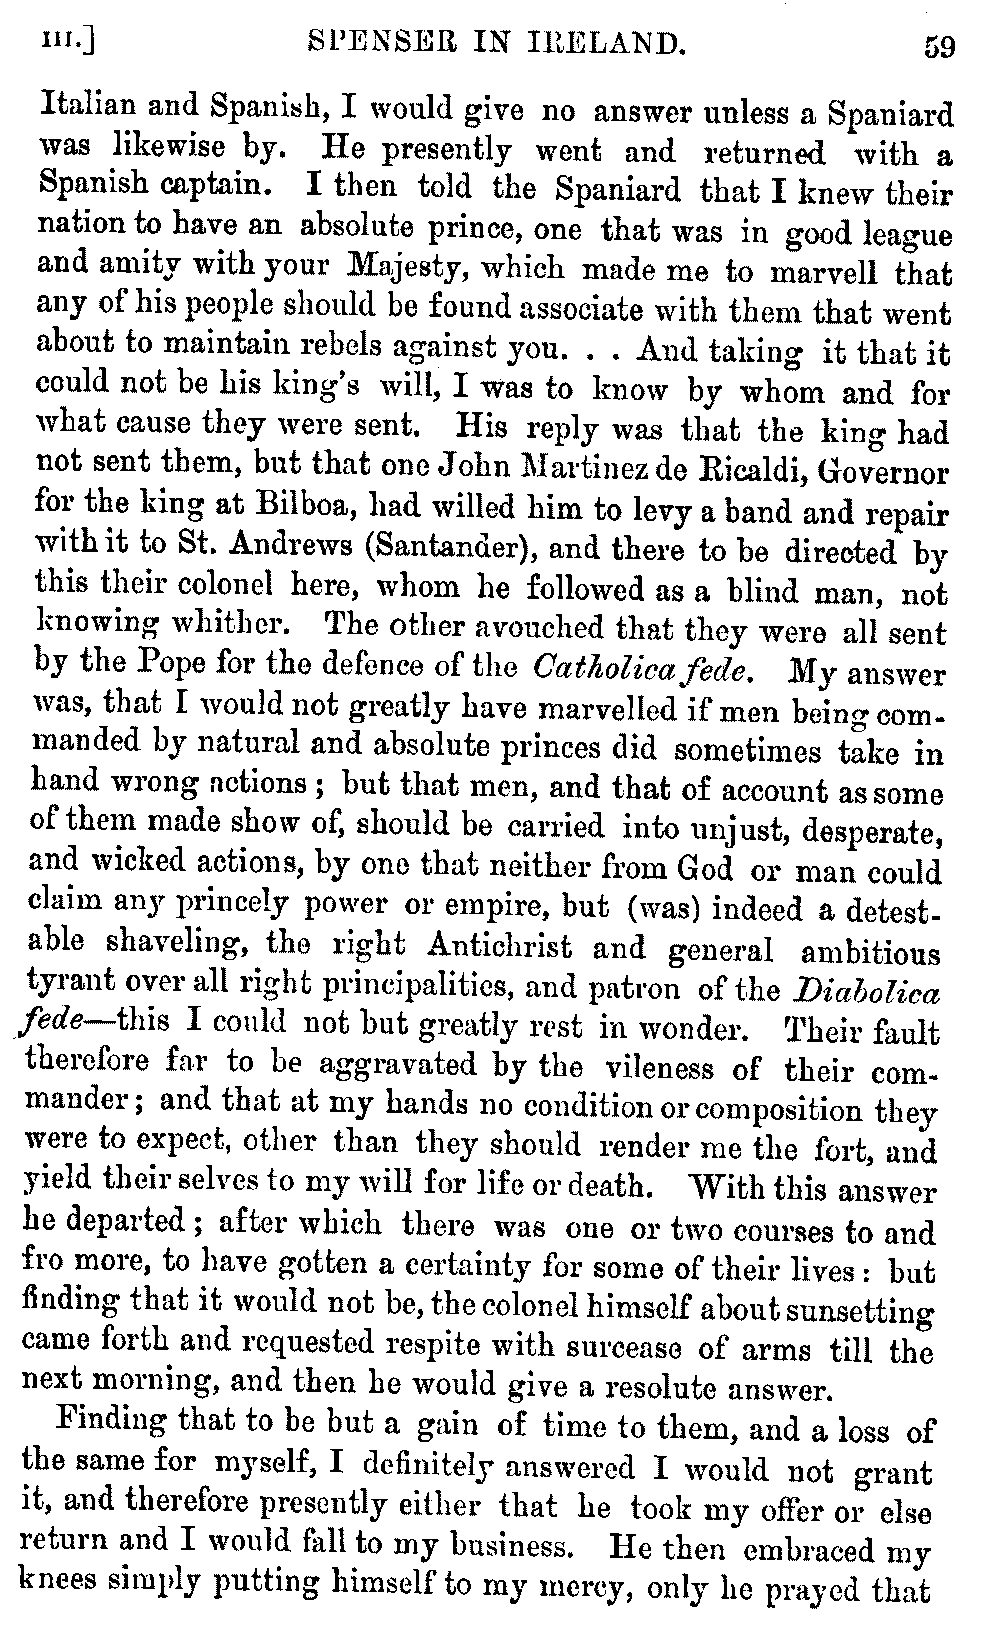 III.] SPENSER IN IRELAND. 59
Italian and Spanish, I would give no answer unless a Spaniard
was likewise by. He presently went and returned with a
Spanish captain. I then told the Spaniard that I knew their
nation to have an absolute prince, one that was in good league
and amity with your Majesty, which made me to marvell that
any of his people should be found associate with them that went
about to maintain rebels against you. . . And taking it that it
could not be his king's will, I was to know by whom and for
what cause they were sent. His reply was that the king had
not sent them, but that one John Martinez de Ricaldi, Governor
for the king at Bilboa, had willed him to levy a band and repair
with it to St. Andrews (Santander), and there to be directed by
this their colonel here, whom he followed as a blind man, not
knowing whither. The other avouched that they were all sent
by the Pope for the defence of the Catholica fede. My answer
was, that I would not greatly have marvelled if men being com-
manded by natural and absolute princes did sometimes take in
hand wrong actions; but that men, and that of account as some
of them made show of, should be carried into unjust, desperate,
and wicked actions, by one that neither from God or man could
claim any princely power or empire, but (was) indeed a detest-
able shaveling, the right Antichrist and general ambitious
tyrant over all right principalities, and patron of the Diabolica
fede—this I could not but greatly rest in wonder. Their fault
therefore far to be aggravated by the vileness of their com-
mander; and that at my hands no condition or composition they
were to expect, other than they should render me the fort, and
yield their selves to my will for life or death. With this answer
he departed; after which there was one or two courses to and
fro more, to have gotten a certainty for some of their lives: but
finding that it would not be, the colonel himself about sunsetting
came forth and requested respite with surcease of arms till the
next morning, and then he would give a resolute answer.
Finding that to be but a gain of time to them, and a loss of
the same for myself, I definitely answered I would not grant
it, and therefore presently either that he took my offer or else
return and I would fall to my business. He then embraced my
knees simply putting himself to my mercy, only he prayed that